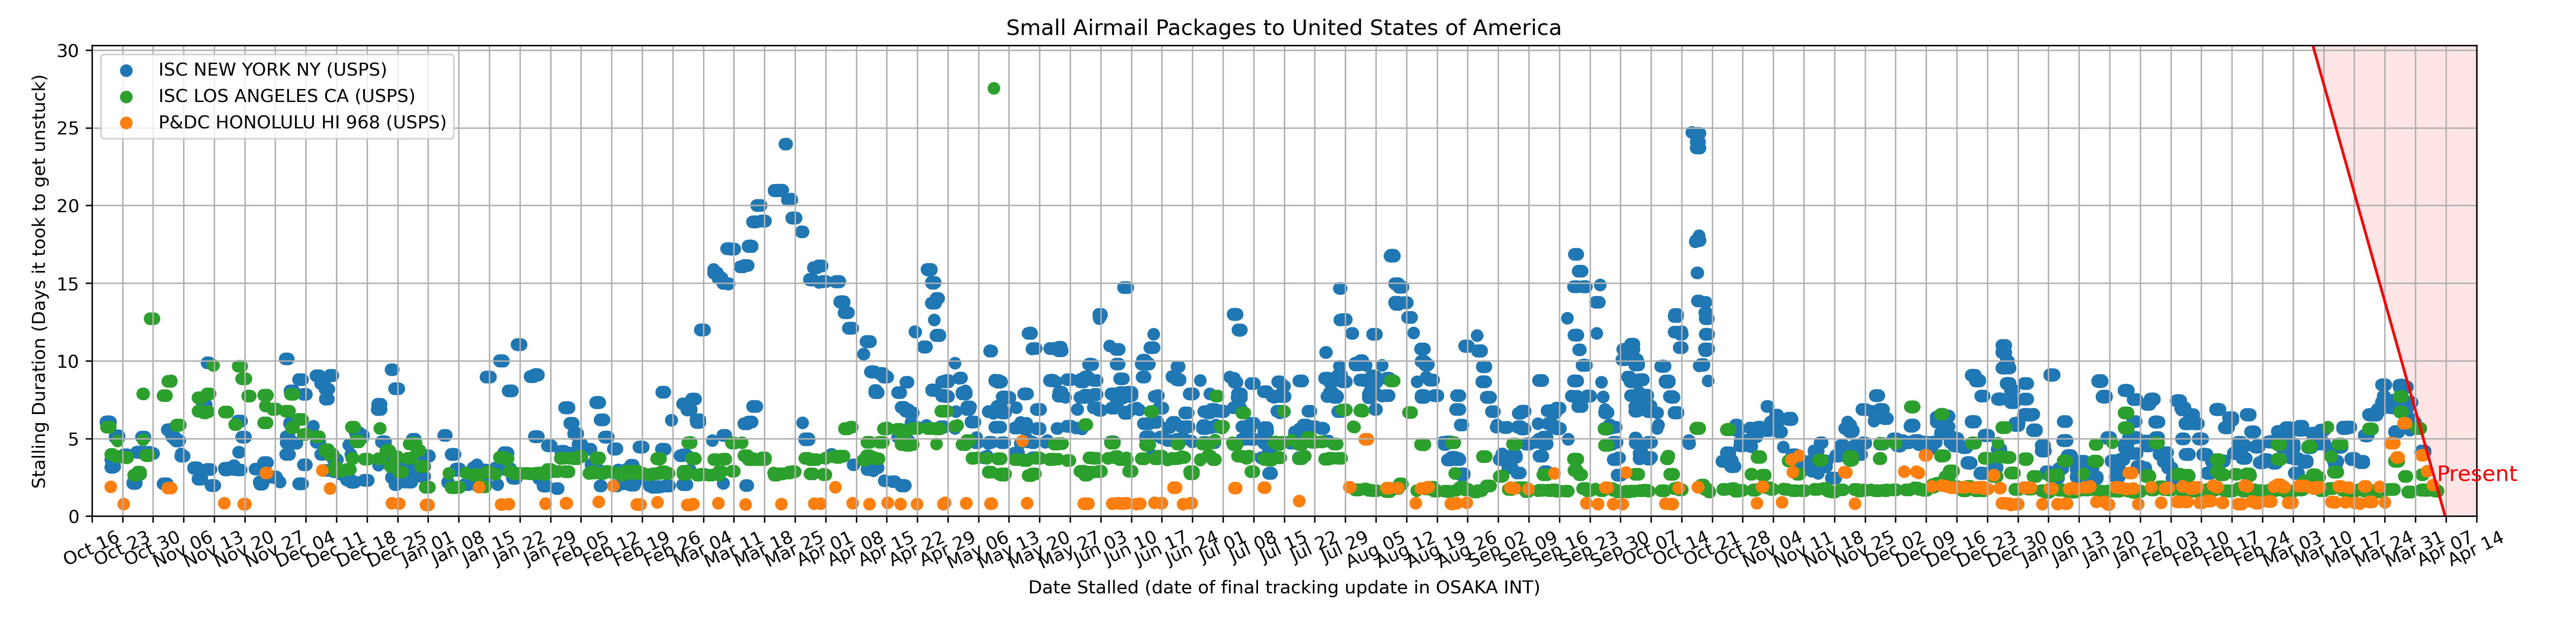 Small Airmail Packages to United States of America
Stalling Duration (Days it took to get unstuck)
30
25
20
15
10
5
0
ISC NEW YORK NY (USPS)
ISC LOS ANGELES CA (USPS)
P&DC HONOLULU HI 968 (USPS)
Present
Oct 16
Oct 23
Oct 30
Nov 06
Nov 13
Nov 20
Nov 27
Dec 04
Dec 11
Dec 18
Dec 25
Jan 01
Jan 08
Jan 15
Jan 22
Jan 29
Feb 05
Feb 12
Feb 19
Feb 26
Mar 04
Mar 11
Mar 18
Mar 25
Apr 01
Apr 08
Apr 15
Apr 22
Apr 29
May 06
May 13
May 20
May 27
Jun 03
Jun 10
Jun 17
Jun 24
Jul 01
Jul 08
Jul 15
Jul 22
Jul 29
Aug 05
Aug 12
Aug 19
Aug 26
Sep 02
Sep 09
Sep 16
Sep 23
Sep 30
Oct 07
Oct 14
Oct 21
Oct 28
Nov 04
Nov 11
Nov 18
Nov 25
Dec 02
Dec 09
Dec 16
Dec 23
Dec 30
Jan 06
Jan 13
Jan 20
Jan 27
Feb 03
Feb 10
Feb 17
Feb 24
Mar 03
Mar 10
Mar 17
Mar 24
Mar 31
Apr 07
Apr 14
Date Stalled (date of final tracking update in OSAKA INT)